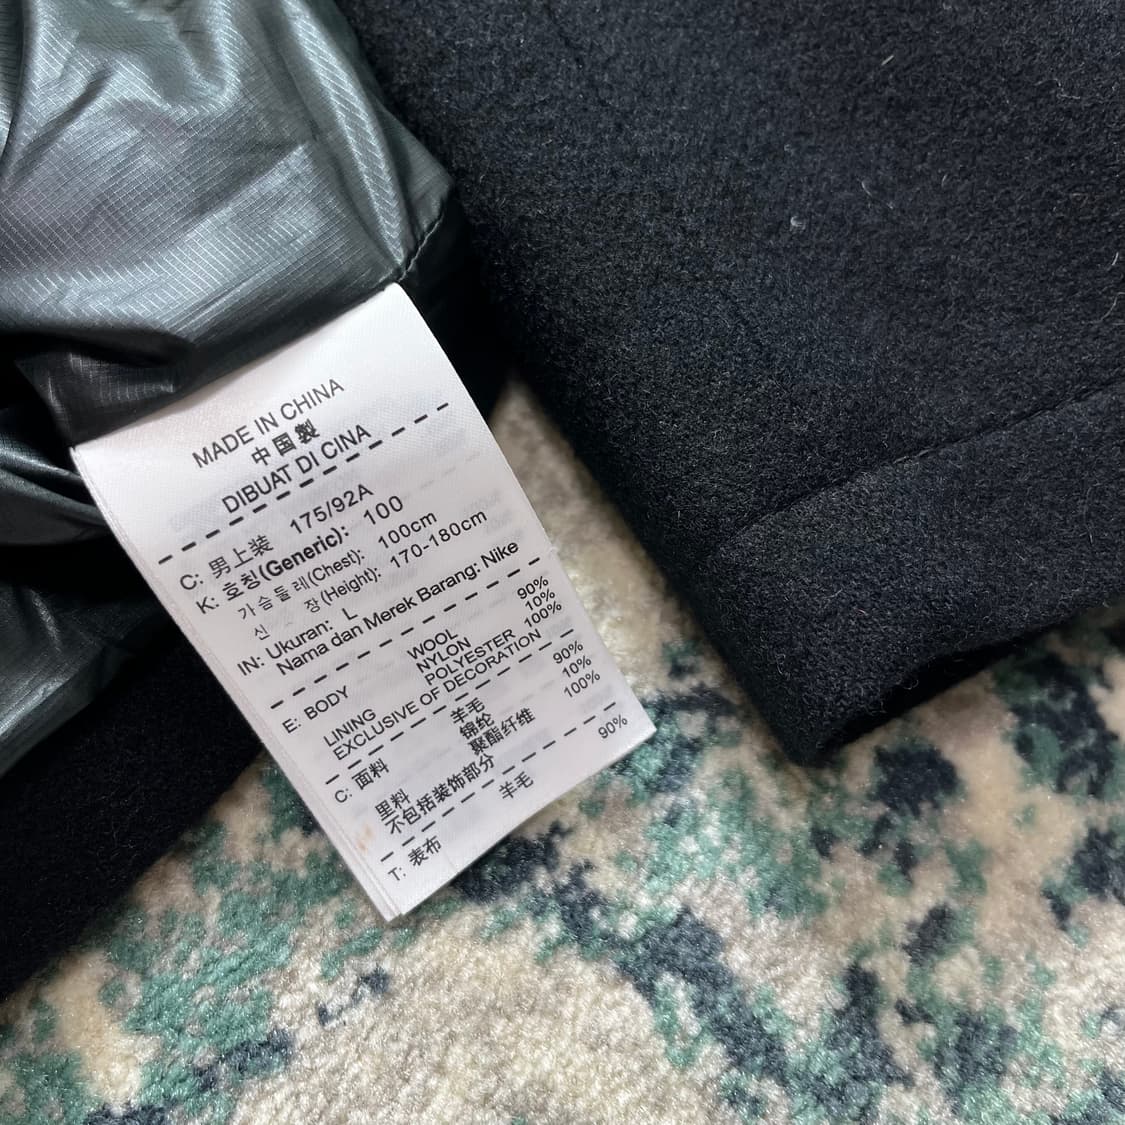 MADE IN CHINA
中国製
DIBUAT DI CINA
C: 男上装 175/92A
K: 호칭(Generic): 100
가슴둘레(Chest): 100cm
신 장(Height): 170-180cm
IN: Ukuran: L
Nama dan Merek Barang: Nike
E: BODY WOOL 90%
NYLON 10%
LINING POLYESTER 100%
EXCLUSIVE OF DECORATION
C: 面料 羊毛 90%
锦纶 10%
里料 聚酯纤维 100%
不包括装饰部分
T: 表布 羊毛 90%